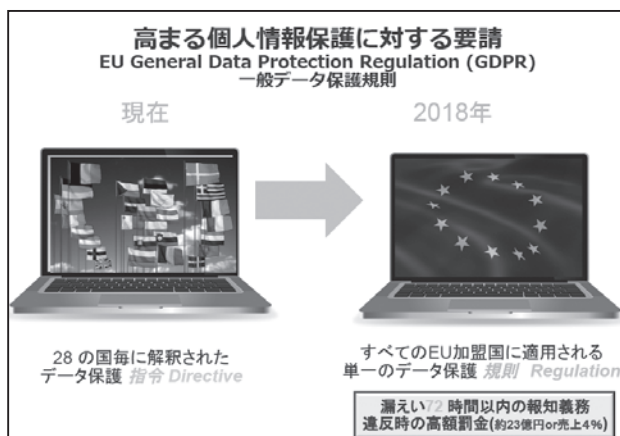 高まる個人情報保護に対する要請
EU General Data Protection Regulation (GDPR)
一般データ保護規則
現在
2018年
28 の国毎に解釈された
データ保護 指令 Directive
すべてのEU加盟国に適用される
単一のデータ保護 規則 Regulation
漏えい72 時間以内の報知義務
違反時の高額罰金(約23億円or売上4%)